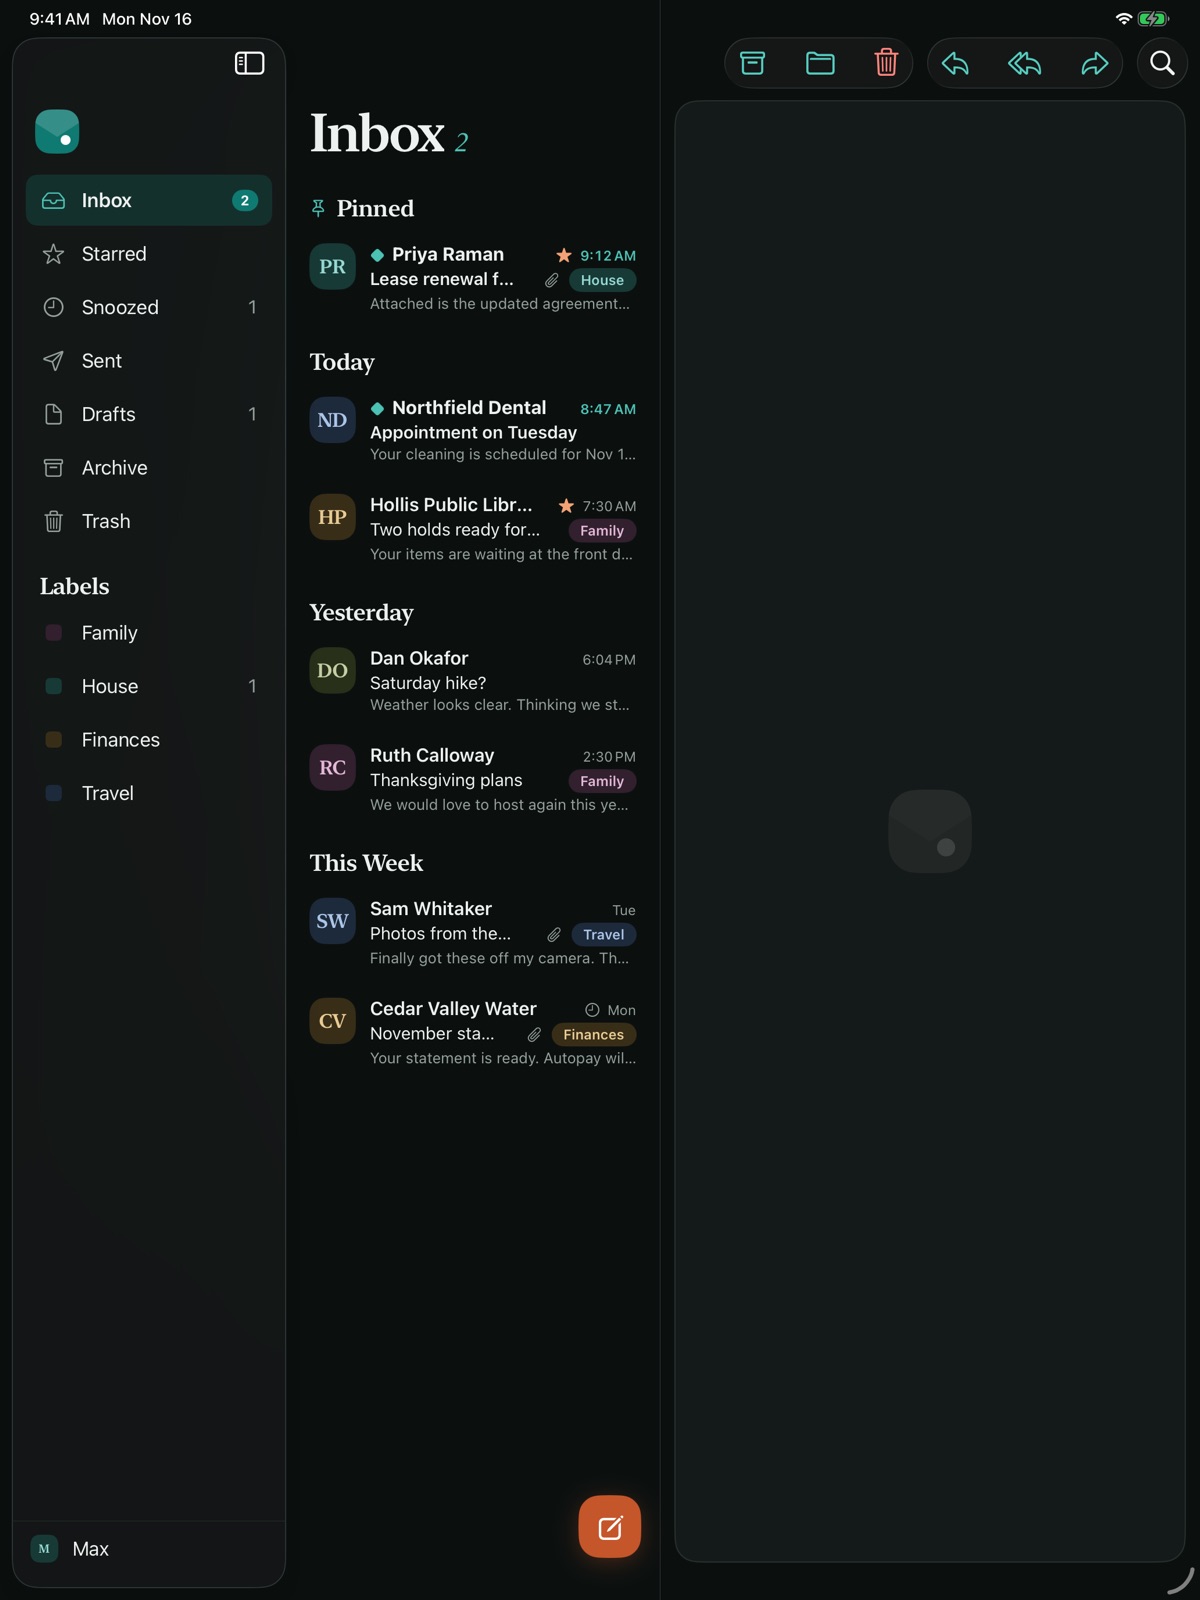 9:41 AM Mon Nov 16
Inbox 2
Starred
Snoozed 1
Sent
Drafts 1
Archive
Trash
Labels
Family
House 1
Finances
Travel
M Max
Inbox 2
Pinned
PR Priya Raman 9:12 AM
Lease renewal f... House
Attached is the updated agreement...
Today
ND Northfield Dental 8:47 AM
Appointment on Tuesday
Your cleaning is scheduled for Nov 1...
HP Hollis Public Libr... 7:30 AM
Two holds ready for... Family
Your items are waiting at the front d...
Yesterday
DO Dan Okafor 6:04 PM
Saturday hike?
Weather looks clear. Thinking we st...
RC Ruth Calloway 2:30 PM
Thanksgiving plans Family
We would love to host again this ye...
This Week
SW Sam Whitaker Tue
Photos from the... Travel
Finally got these off my camera. Th...
CV Cedar Valley Water Mon
November sta... Finances
Your statement is ready. Autopay wil...